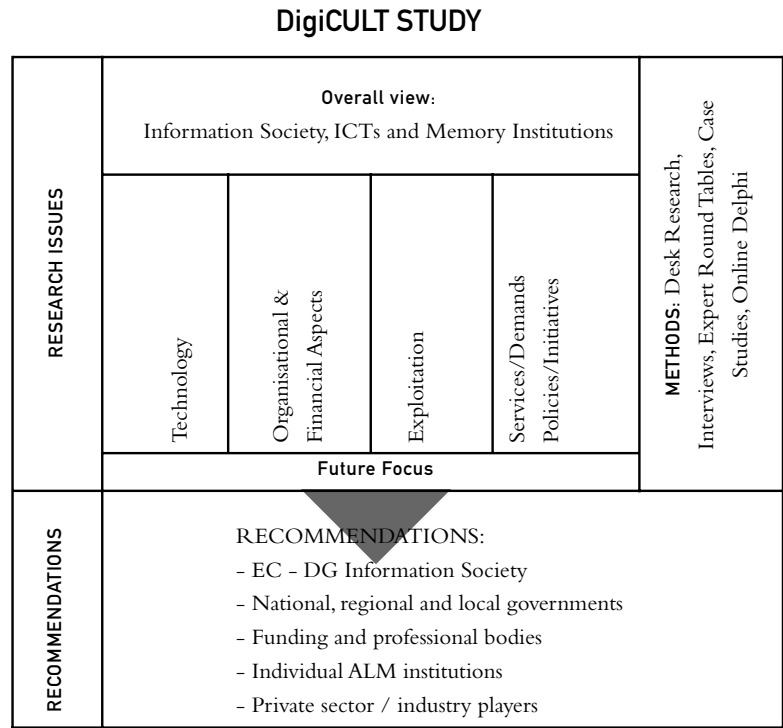 DigiCULT STUDY
RESEARCH ISSUES
Overall view:
Information Society, ICTs and Memory Institutions
Technology
Organisational &
Financial Aspects
Exploitation
Services/Demands
Policies/Initiatives
Future Focus
METHODS: Desk Research,
Interviews, Expert Round Tables, Case
Studies, Online Delphi
RECOMMENDATIONS
RECOMMENDATIONS:
- EC - DG Information Society
- National, regional and local governments
- Funding and professional bodies
- Individual ALM institutions
- Private sector / industry players